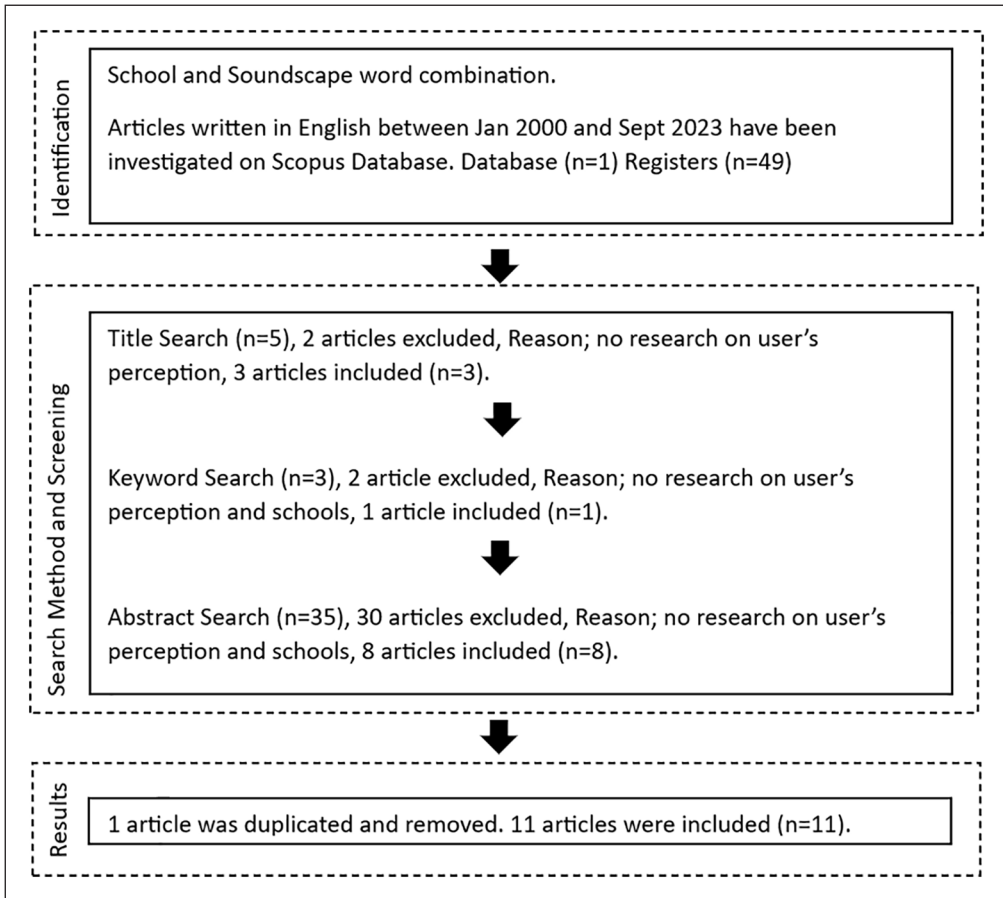 Identification
School and Soundscape word combination.
Articles written in English between Jan 2000 and Sept 2023 have been
investigated on Scopus Database. Database (n=1) Registers (n=49)
Search Method and Screening
Title Search (n=5), 2 articles excluded, Reason; no research on user’s
perception, 3 articles included (n=3).
Keyword Search (n=3), 2 article excluded, Reason; no research on user’s
perception and schools, 1 article included (n=1).
Abstract Search (n=35), 30 articles excluded, Reason; no research on user’s
perception and schools, 8 articles included (n=8).
Results
1 article was duplicated and removed. 11 articles were included (n=11).